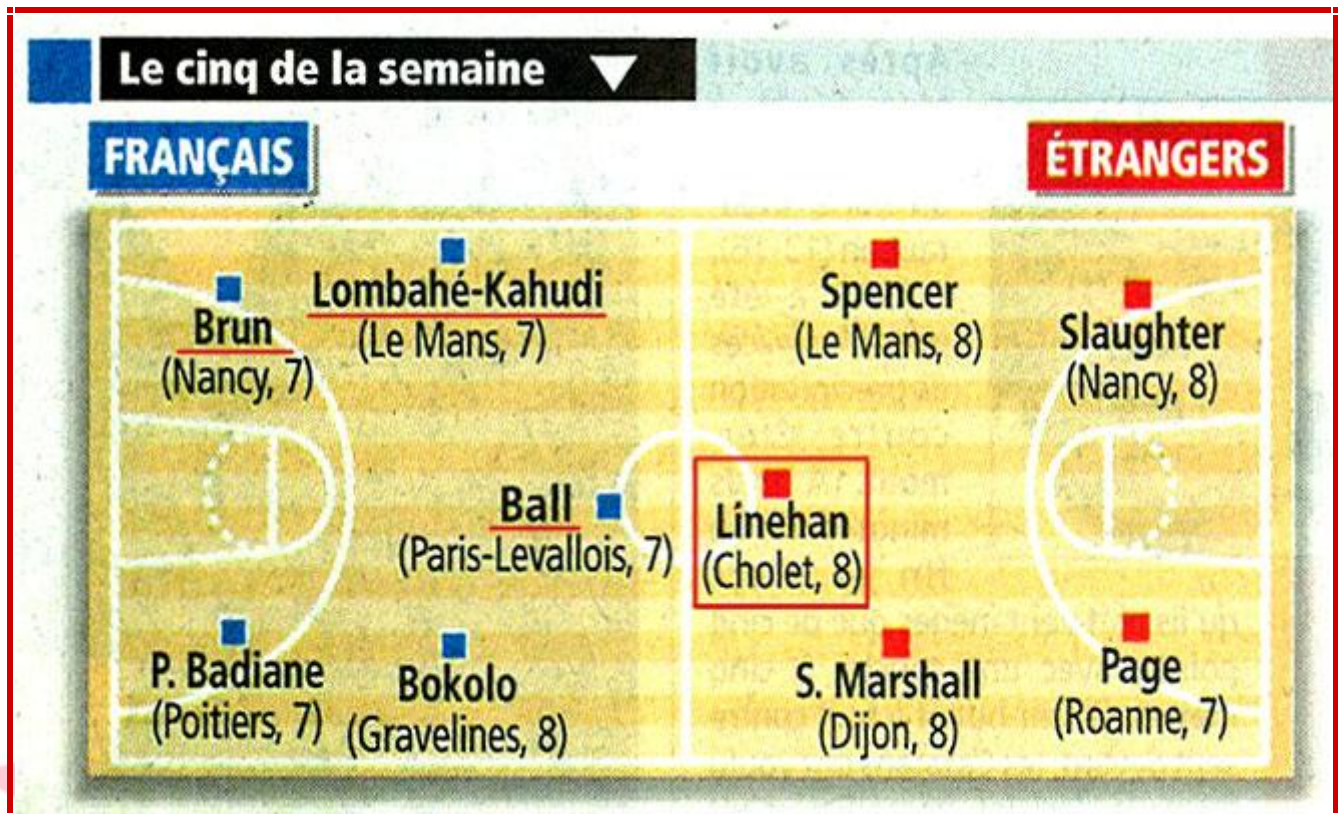 Le cinq de la semaine
Après avoir
FRANÇAIS
ÉTRANGERS
Lombahé-Kahudi
(Le Mans, 7)
Brun
(Nancy, 7)
Ball
(Paris-Levallois, 7)
P. Badiane
(Poitiers, 7)
Bokolo
(Gravelines, 8)
Spencer
(Le Mans, 8)
Slaughter
(Nancy, 8)
Linehan
(Cholet, 8)
S. Marshall
(Dijon, 8)
Page
(Roanne, 7)